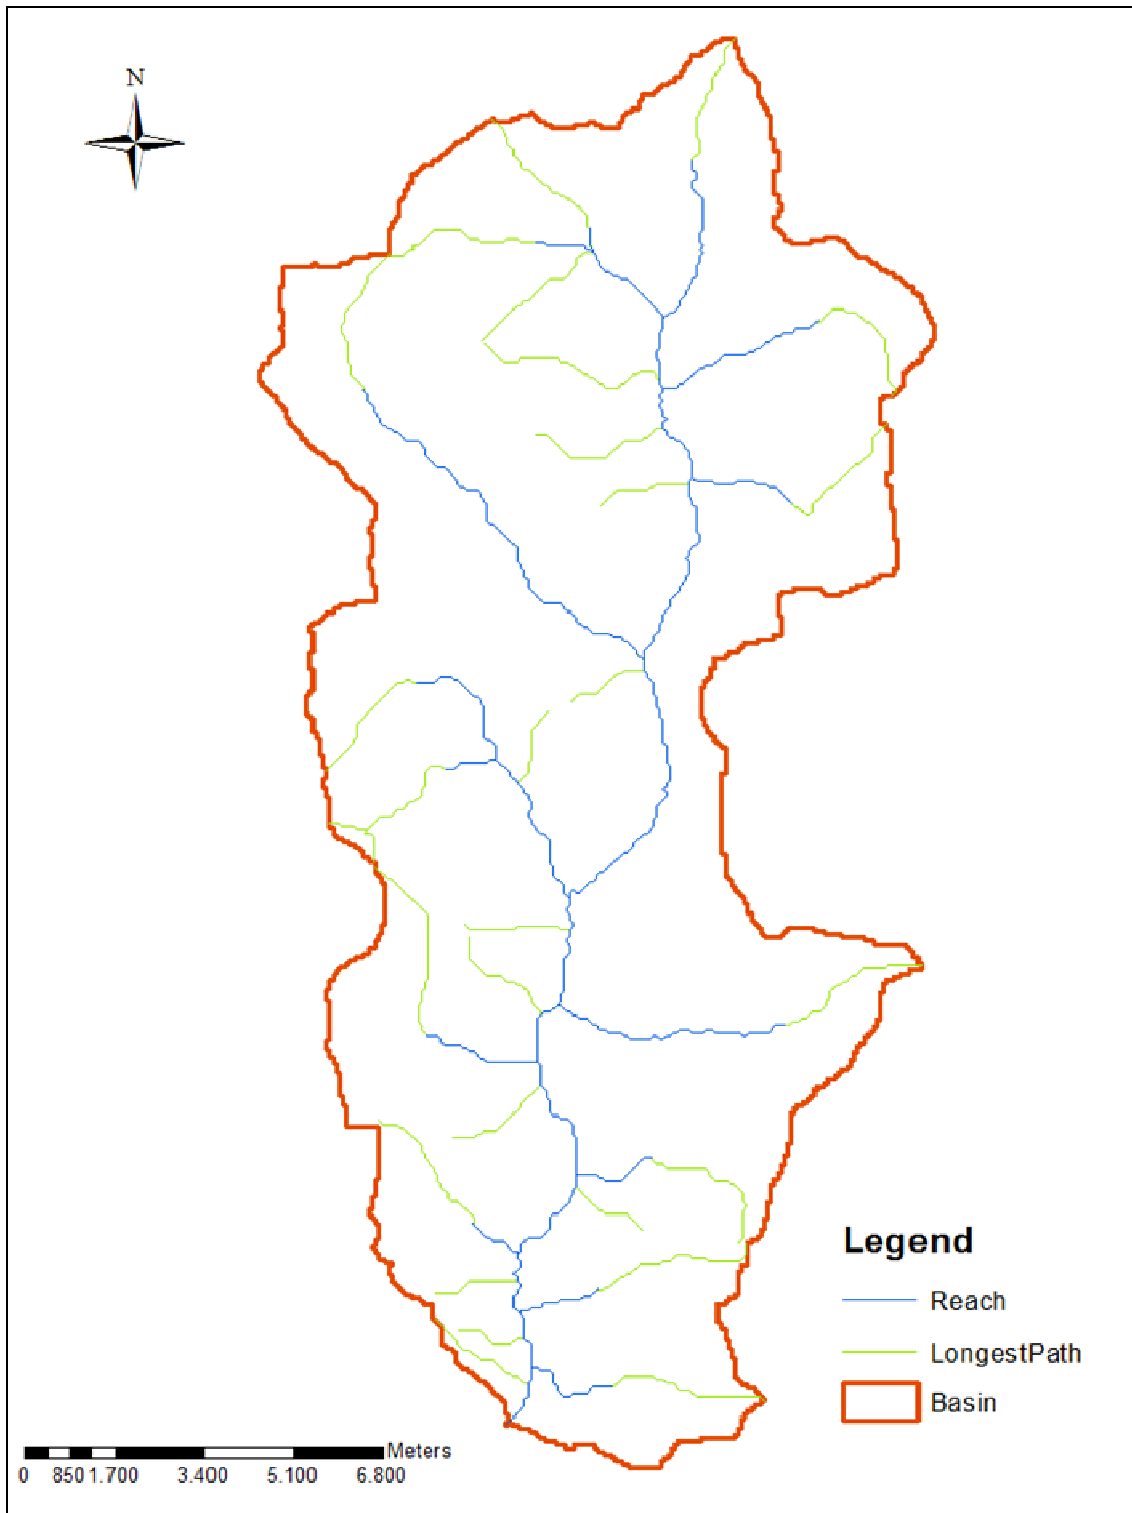 N
Legend
Reach
LongestPath
Basin
Meters
0 850 1.700 3.400 5.100 6.800